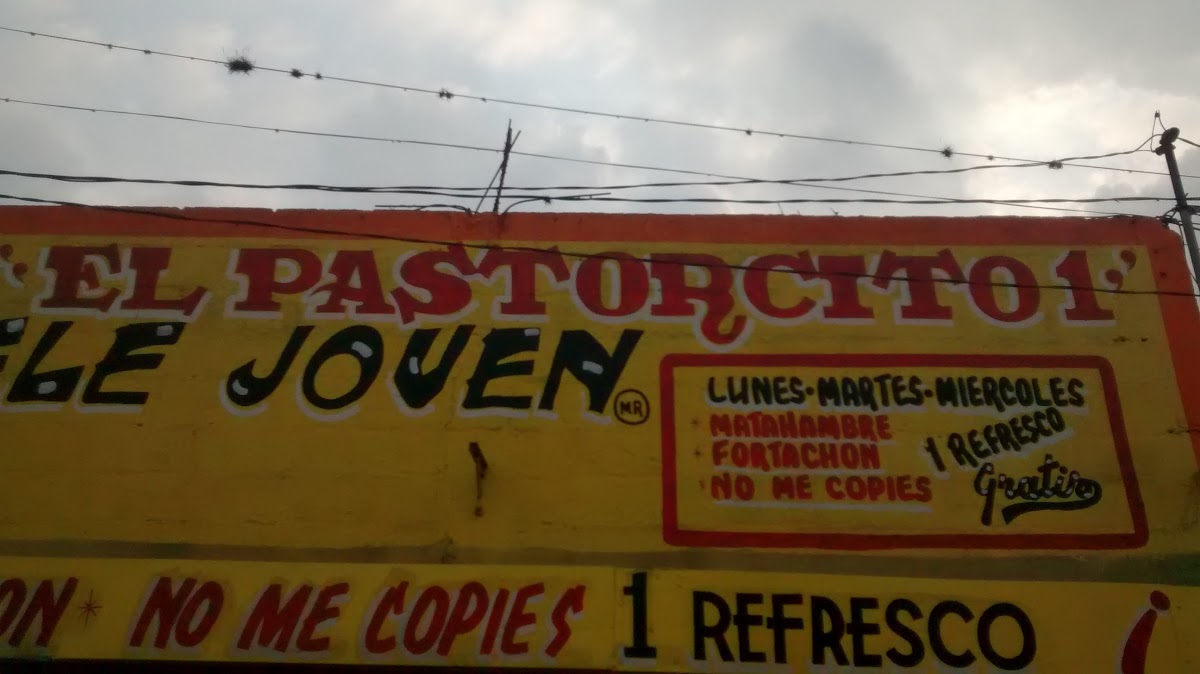 "EL PASTORCITO 1"
LE JOVEN MR
LUNES·MARTES·MIERCOLES
* MATAHAMBRE
* FORTACHON
* NO ME COPIES
1 REFRESCO
Gratis
ON * NO ME COPIES 1 REFRESCO ¡